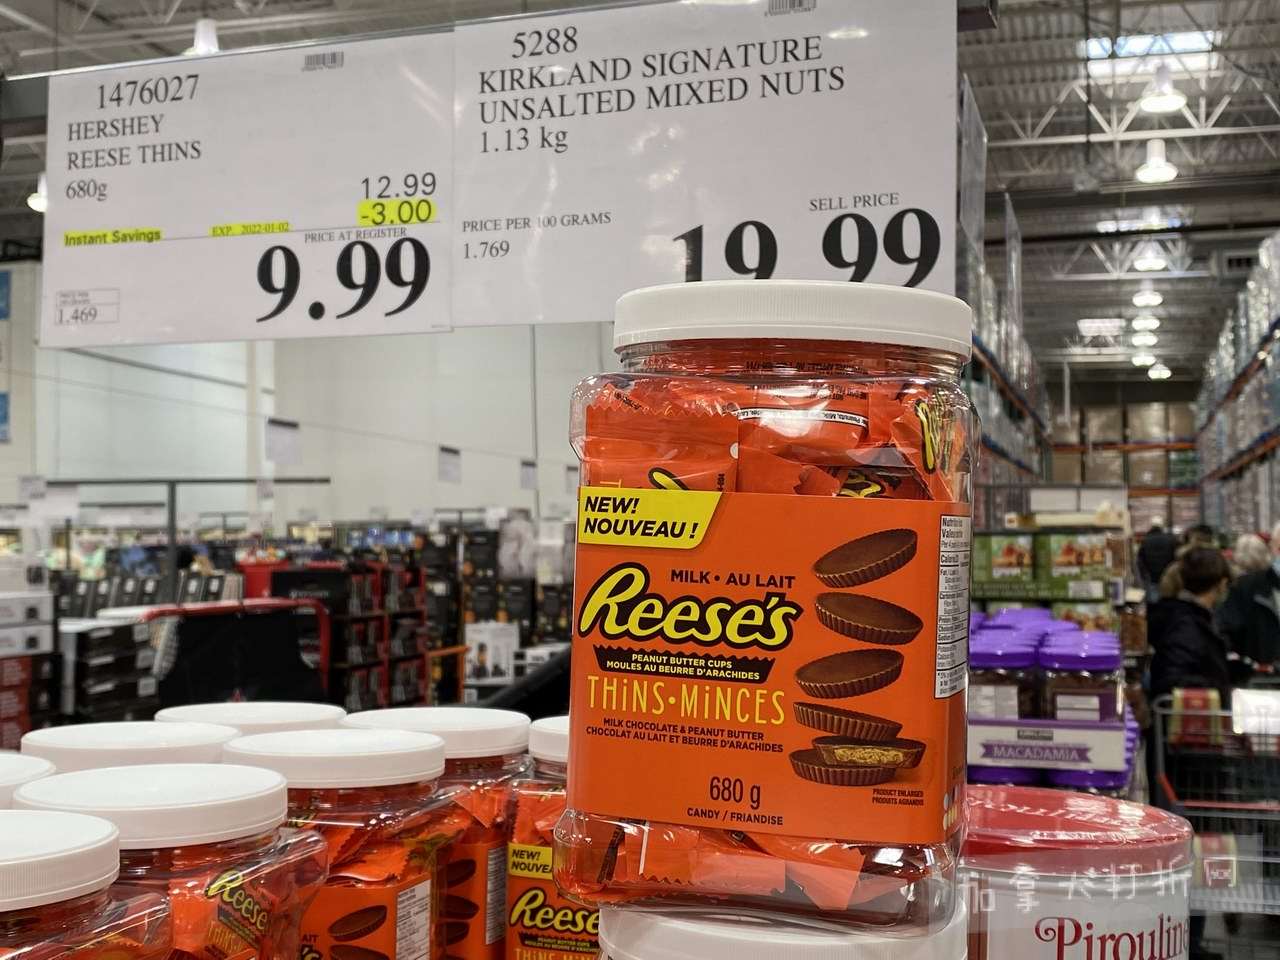 1476027
HERSHEY
REESE THINS
680g
12.99
-3.00
Instant Savings
EXP. 2022-01-02
PRICE AT REGISTER
9.99
1.469
5288
KIRKLAND SIGNATURE
UNSALTED MIXED NUTS
1.13 kg
SELL PRICE
PRICE PER 100 GRAMS
1.769
19.99
NEW!
NOUVEAU !
MILK • AU LAIT
REESE'S
PEANUT BUTTER CUPS
MOULES AU BEURRE D'ARACHIDES
THiNS • MiNCES
MILK CHOCOLATE & PEANUT BUTTER
CHOCOLAT AU LAIT ET BEURRE D'ARACHIDES
680 g
CANDY / FRIANDISE
PRODUCT ENLARGED
PRODUITS AGRANDIS
MACADAMIA
NEW!
REESE
REESE
加拿大打折网
Pirouline